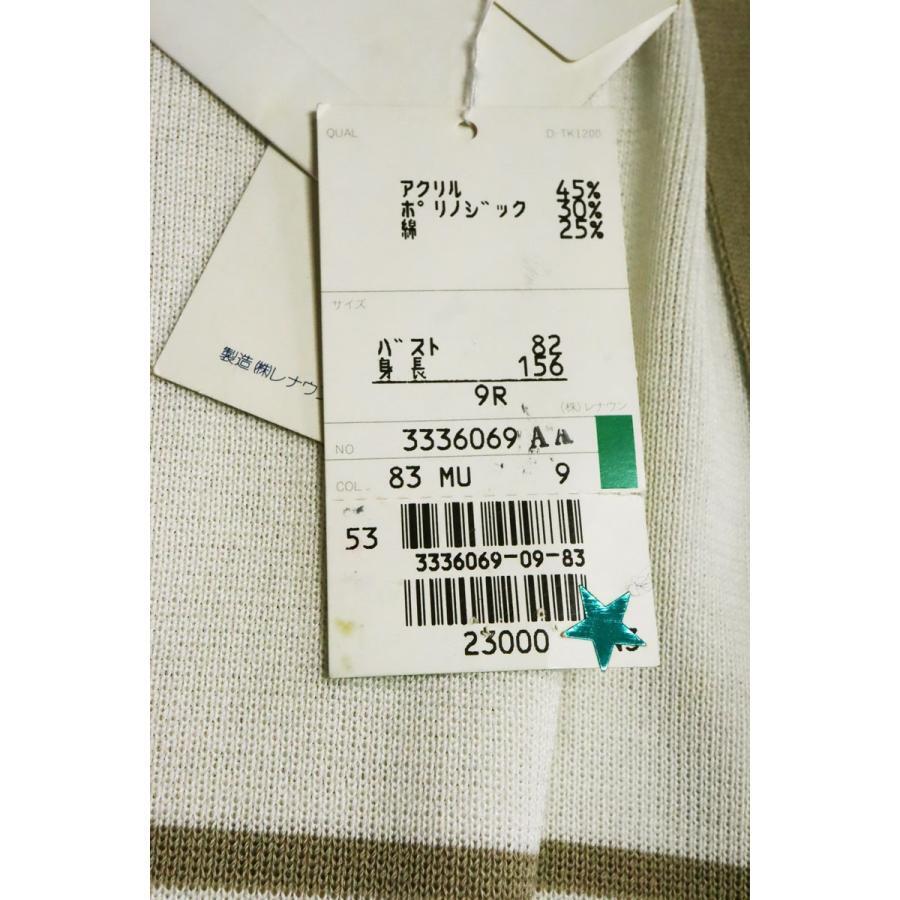 QUAL D-TK1200
アクリル 45%
ポリノジック 30%
綿 25%
サイズ
バスト 82
身長 156
9R
(株)レナウン
NO 3336069 AA
COL 83 MU 9
53
3336069-09-83
23000
製造(株)レナウ